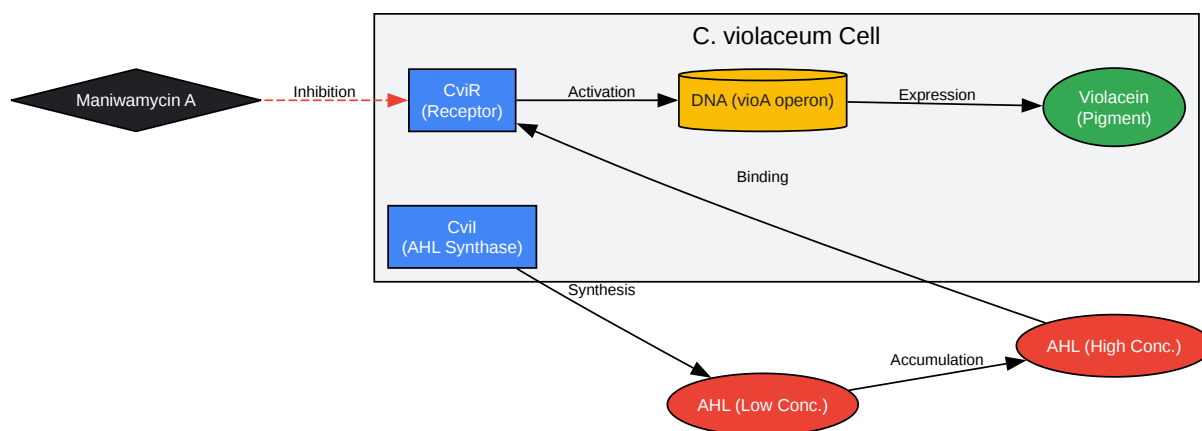 C. violaceum Cell
Maniwamycin A
Inhibition
CviR
(Receptor)
Activation
DNA (vioA operon)
Expression
Violacein
(Pigment)
Binding
CviI
(AHL Synthase)
Synthesis
AHL (High Conc.)
Accumulation
AHL (Low Conc.)